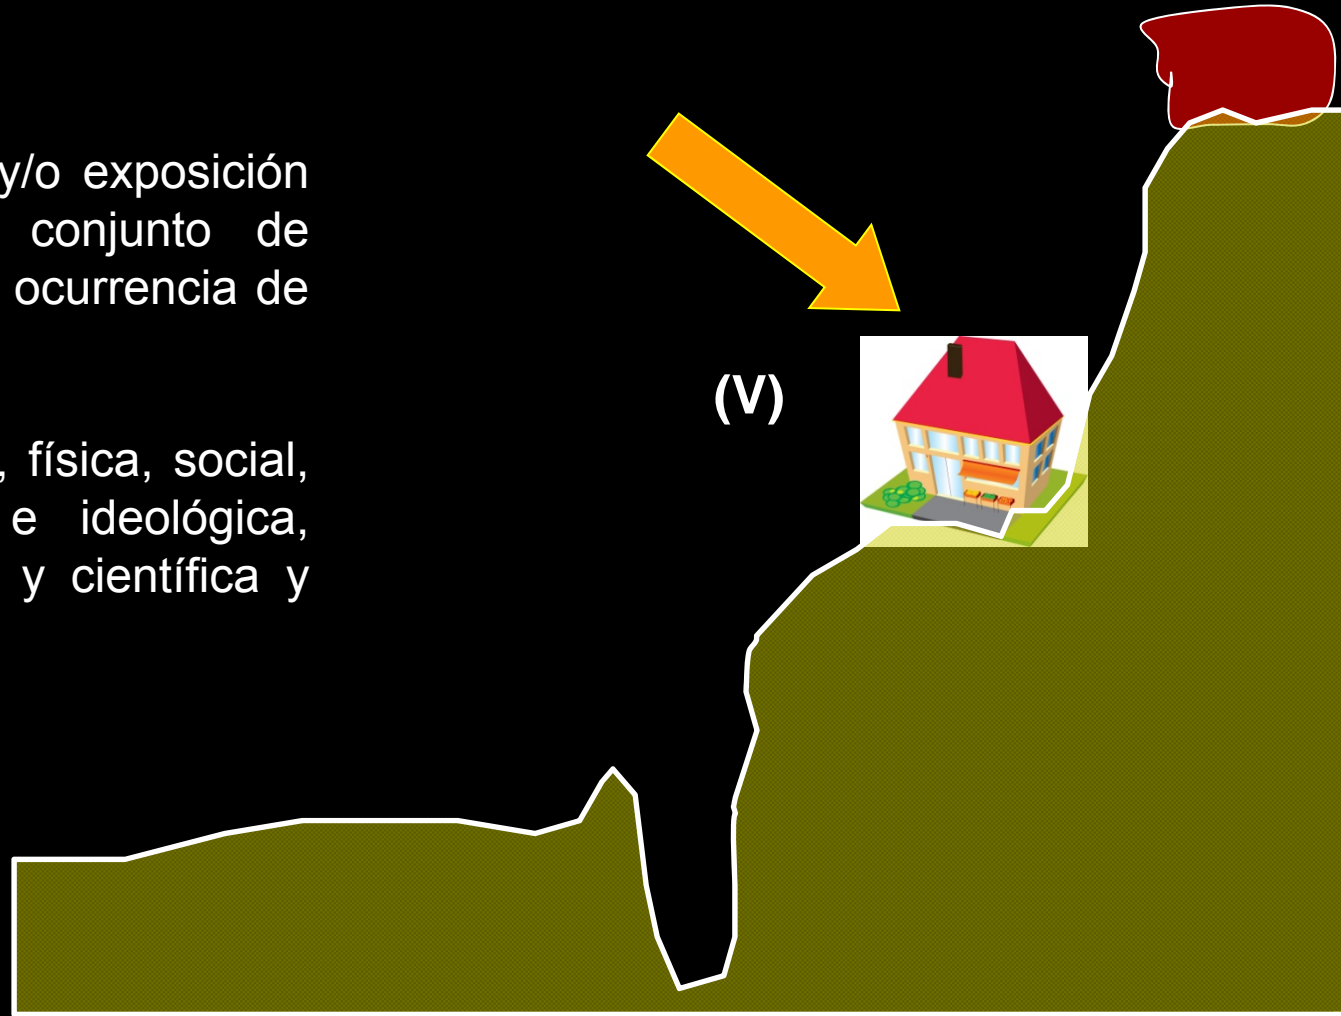 y/o exposición
conjunto de
ocurrencia de
(V)
, física, social,
e ideológica,
y científica y